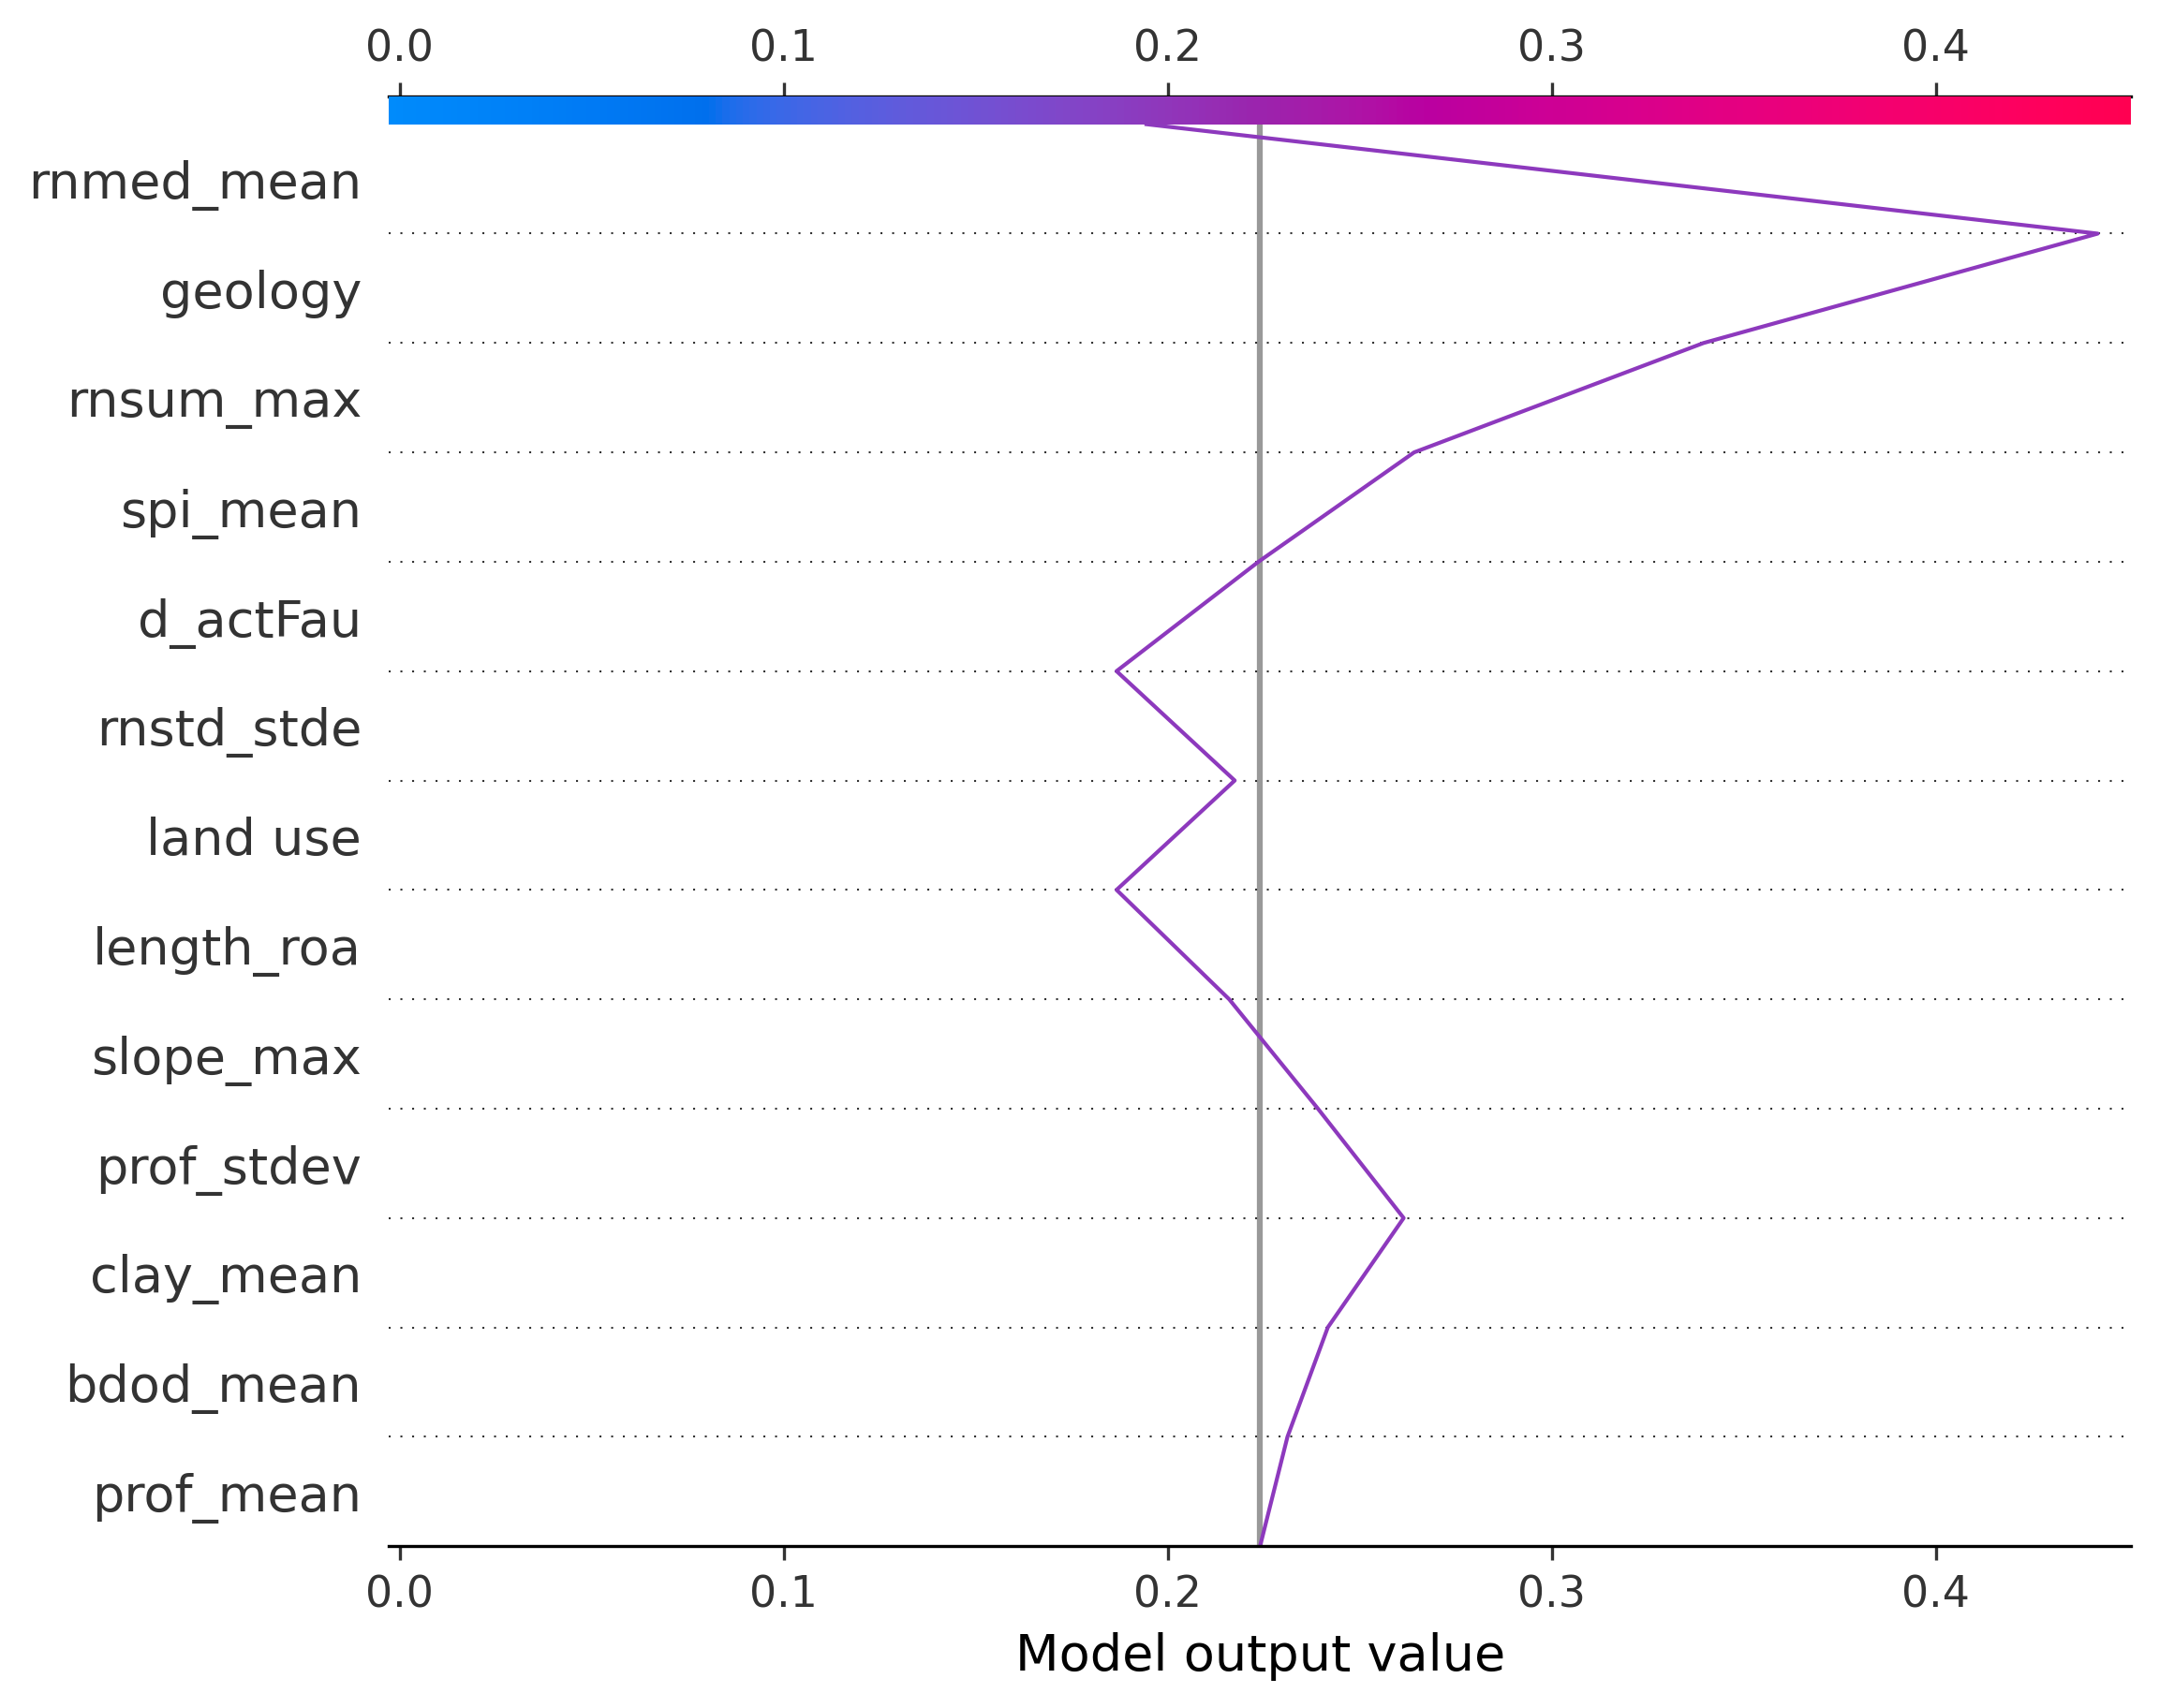 0.0 0.1 0.2 0.3 0.4
rnmed_mean
geology
rnsum_max
spi_mean
d_actFau
rnstd_stde
land use
length_roa
slope_max
prof_stdev
clay_mean
bdod_mean
prof_mean
0.0 0.1 0.2 0.3 0.4
Model output value